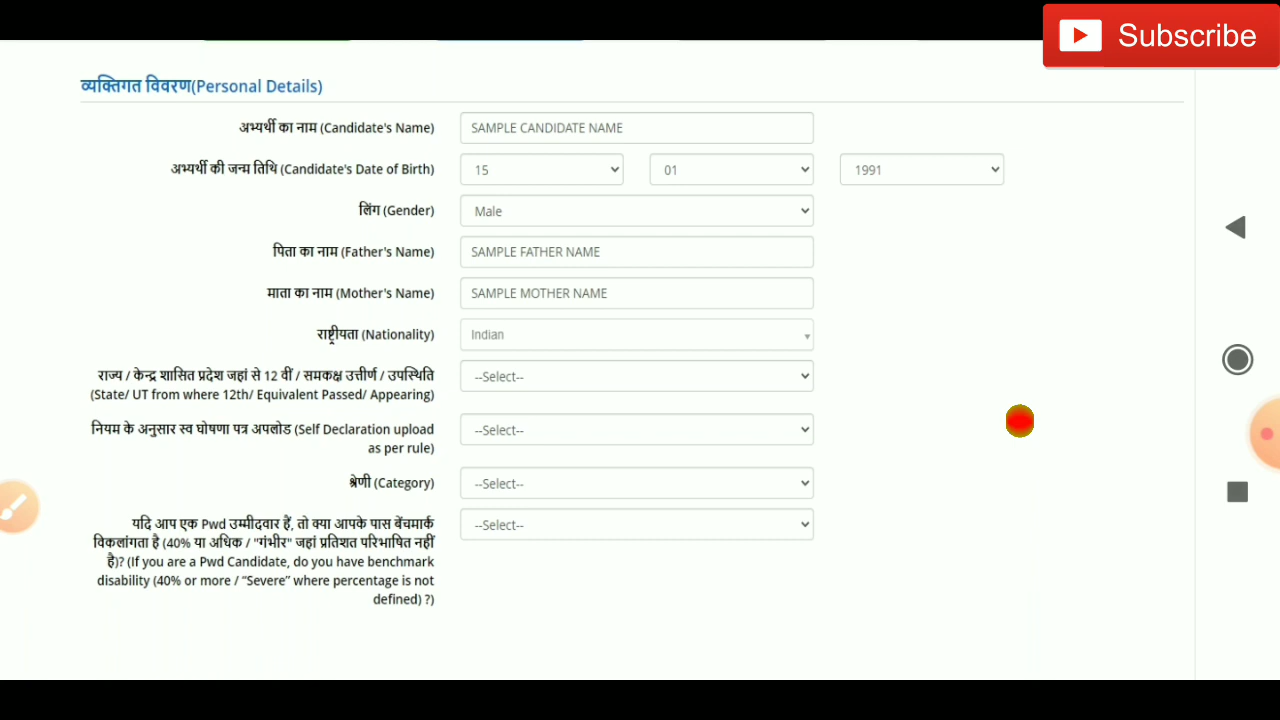 Subscribe
व्यक्तिगत विवरण(Personal Details)
अभ्यर्थी का नाम (Candidate's Name) SAMPLE CANDIDATE NAME
अभ्यर्थी की जन्म तिथि (Candidate's Date of Birth) 15 01 1991
लिंग (Gender) Male
पिता का नाम (Father's Name) SAMPLE FATHER NAME
माता का नाम (Mother's Name) SAMPLE MOTHER NAME
राष्ट्रीयता (Nationality) Indian
राज्य / केन्द्र शासित प्रदेश जहां से 12 वीं / समकक्ष उत्तीर्ण / उपस्थिति --Select--
(State/ UT from where 12th/ Equivalent Passed/ Appearing)
नियम के अनुसार स्व घोषणा पत्र अपलोड (Self Declaration upload --Select--
as per rule)
श्रेणी (Category) --Select--
यदि आप एक Pwd उम्मीदवार हैं, तो क्या आपके पास बेंचमार्क --Select--
विकलांगता है (40% या अधिक / "गंभीर" जहां प्रतिशत परिभाषित नहीं
है)? (If you are a Pwd Candidate, do you have benchmark
disability (40% or more / “Severe” where percentage is not
defined) ?)